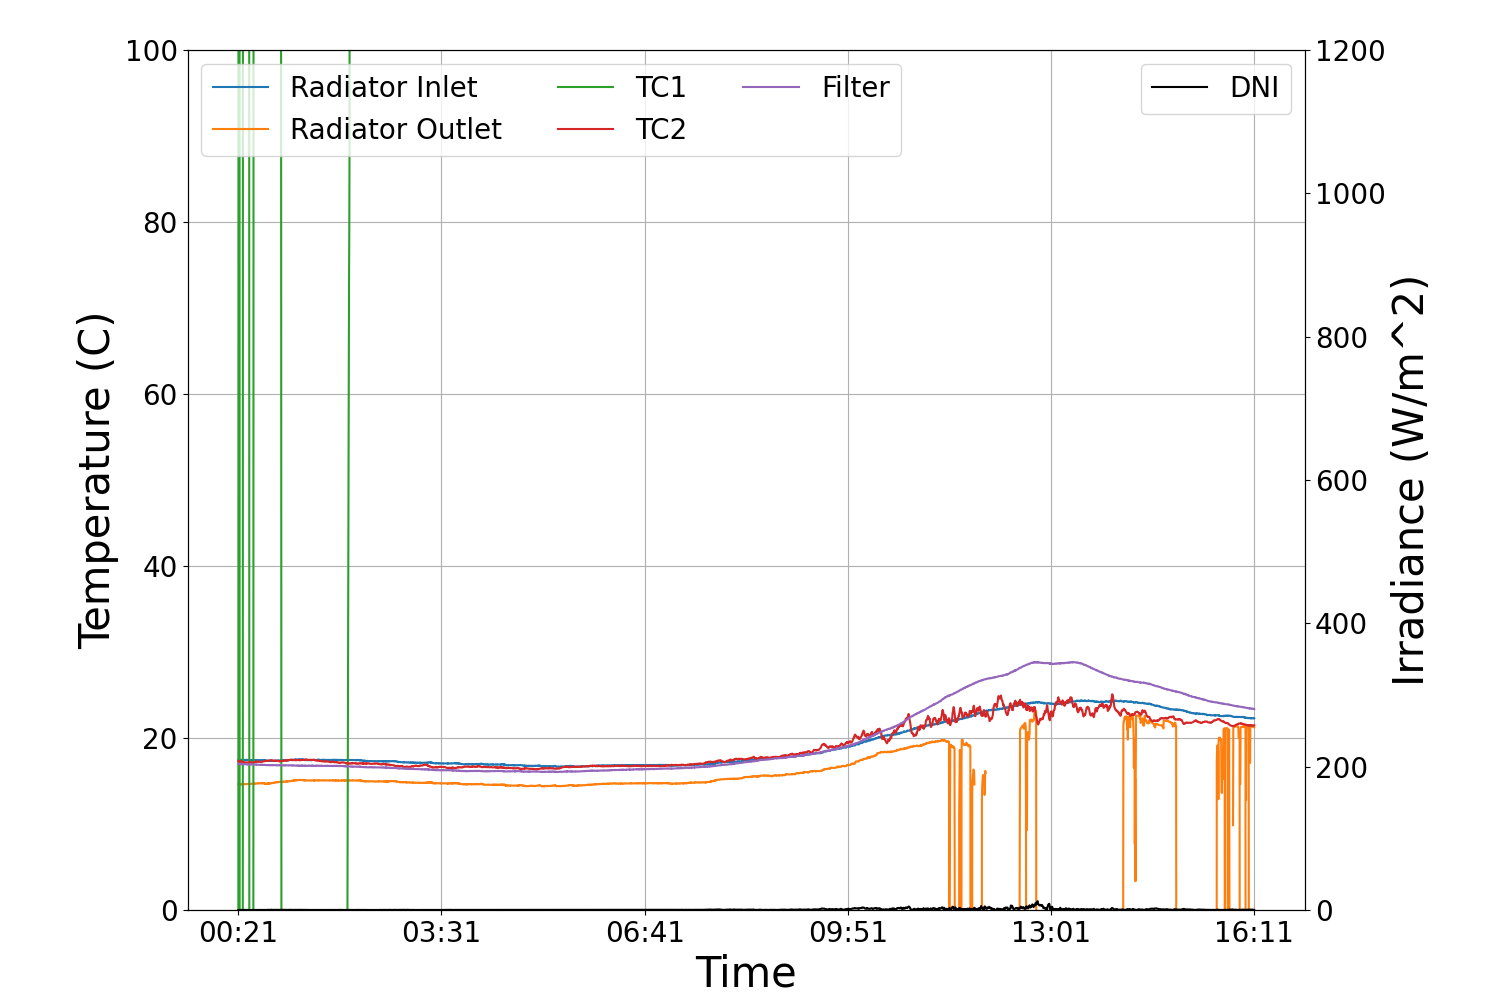 100
80
60
40
20
0
Temperature (C)
Radiator Inlet
Radiator Outlet
TC1
TC2
Filter
DNI
1200
1000
800
600
400
200
0
Irradiance (W/m^2)
00:21 03:31 06:41 09:51 13:01 16:11
Time